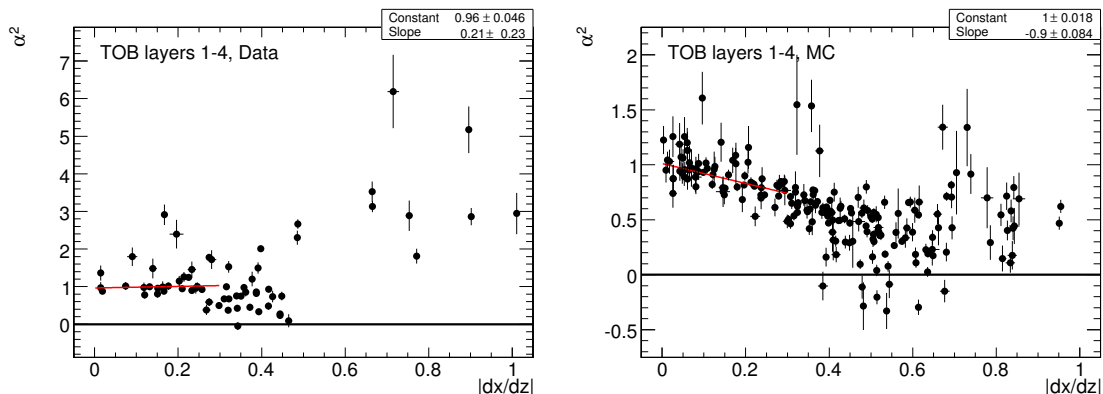 Constant 0.96 ± 0.046
Slope 0.21± 0.23
TOB layers 1-4, Data
α²
7
6
5
4
3
2
1
0
0 0.2 0.4 0.6 0.8 1
|dx/dz|
Constant 1 ± 0.018
Slope -0.9 ± 0.084
TOB layers 1-4, MC
α²
2
1.5
1
0.5
0
-0.5
0 0.2 0.4 0.6 0.8 1
|dx/dz|